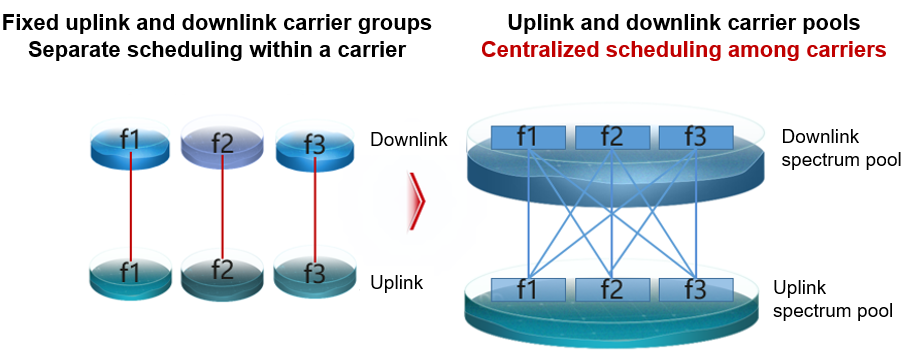 Fixed uplink and downlink carrier groups
Separate scheduling within a carrier
f1
f2
f3
Downlink
f1
f2
f3
Uplink
Uplink and downlink carrier pools
Centralized scheduling among carriers
f1
f2
f3
Downlink
spectrum pool
f1
f2
f3
Uplink
spectrum pool